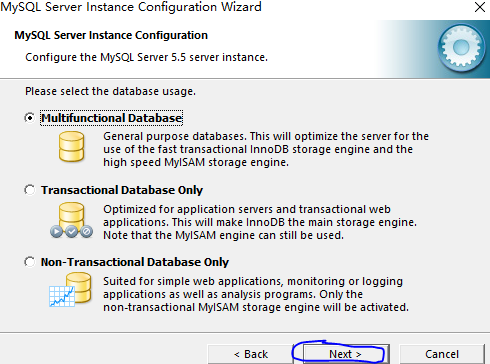 MySQL Server Instance Configuration Wizard
MySQL Server Instance Configuration
Configure the MySQL Server 5.5 server instance.
Please select the database usage.
Multifunctional Database
General purpose databases. This will optimize the server for the
use of the fast transactional InnoDB storage engine and the
high speed MyISAM storage engine.
Transactional Database Only
Optimized for application servers and transactional web
applications. This will make InnoDB the main storage engine.
Note that the MyISAM engine can still be used.
Non-Transactional Database Only
Suited for simple web applications, monitoring or logging
applications as well as analysis programs. Only the
non-transactional MyISAM storage engine will be activated.
< Back Next > Cancel